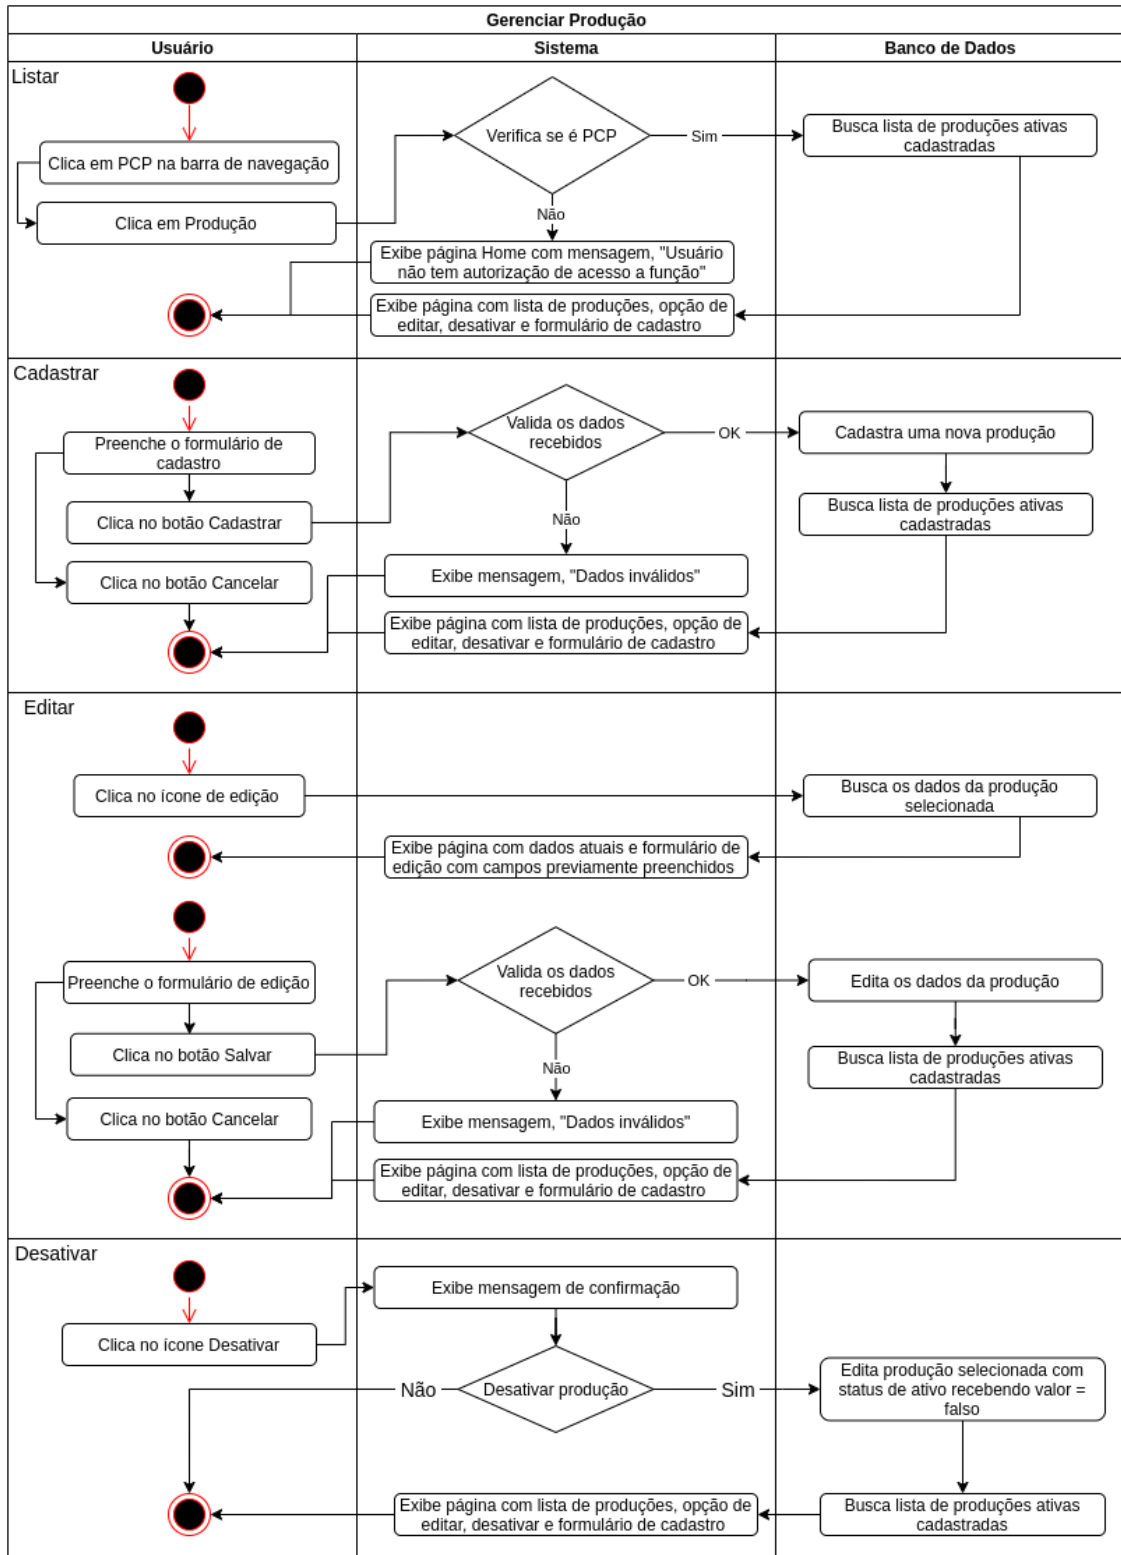 Gerenciar Produção
Usuário
Sistema
Banco de Dados
Listar
Verifica se é PCP
Sim
Busca lista de produções ativas
cadastradas
Clica em PCP na barra de navegação
Clica em Produção
Não
Exibe página Home com mensagem, "Usuário
não tem autorização de acesso a função"
Exibe página com lista de produções, opção de
editar, desativar e formulário de cadastro
Cadastrar
Preenche o formulário de
cadastro
Valida os dados
recebidos
OK
Cadastra uma nova produção
Clica no botão Cadastrar
Não
Busca lista de produções ativas
cadastradas
Clica no botão Cancelar
Exibe mensagem, "Dados inválidos"
Exibe página com lista de produções, opção de
editar, desativar e formulário de cadastro
Editar
Clica no ícone de edição
Busca os dados da produção
selecionada
Exibe página com dados atuais e formulário de
edição com campos previamente preenchidos
Preenche o formulário de edição
Valida os dados
recebidos
OK
Edita os dados da produção
Clica no botão Salvar
Não
Busca lista de produções ativas
cadastradas
Clica no botão Cancelar
Exibe mensagem, "Dados inválidos"
Exibe página com lista de produções, opção de
editar, desativar e formulário de cadastro
Desativar
Exibe mensagem de confirmação
Clica no ícone Desativar
Não
Desativar produção
Sim
Edita produção selecionada com
status de ativo recebendo valor =
falso
Exibe página com lista de produções, opção de
editar, desativar e formulário de cadastro
Busca lista de produções ativas
cadastradas